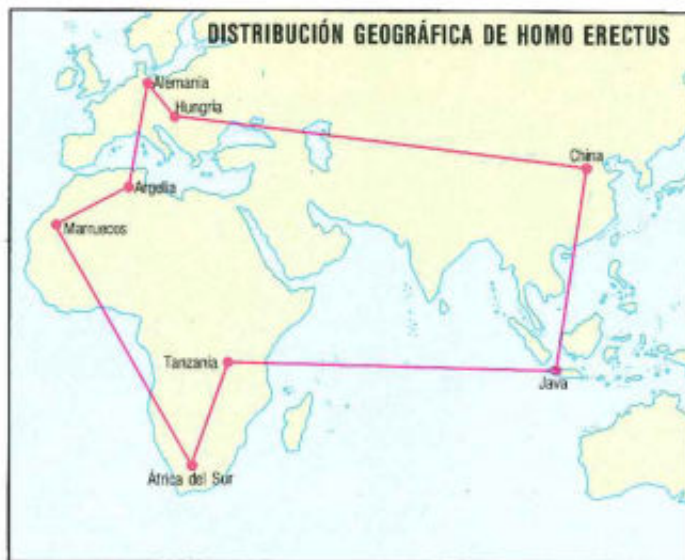 DISTRIBUCIÓN GEOGRÁFICA DE HOMO ERECTUS
Alemania
Hungría
China
Argelia
Marruecos
Tanzania
Java
África del Sur